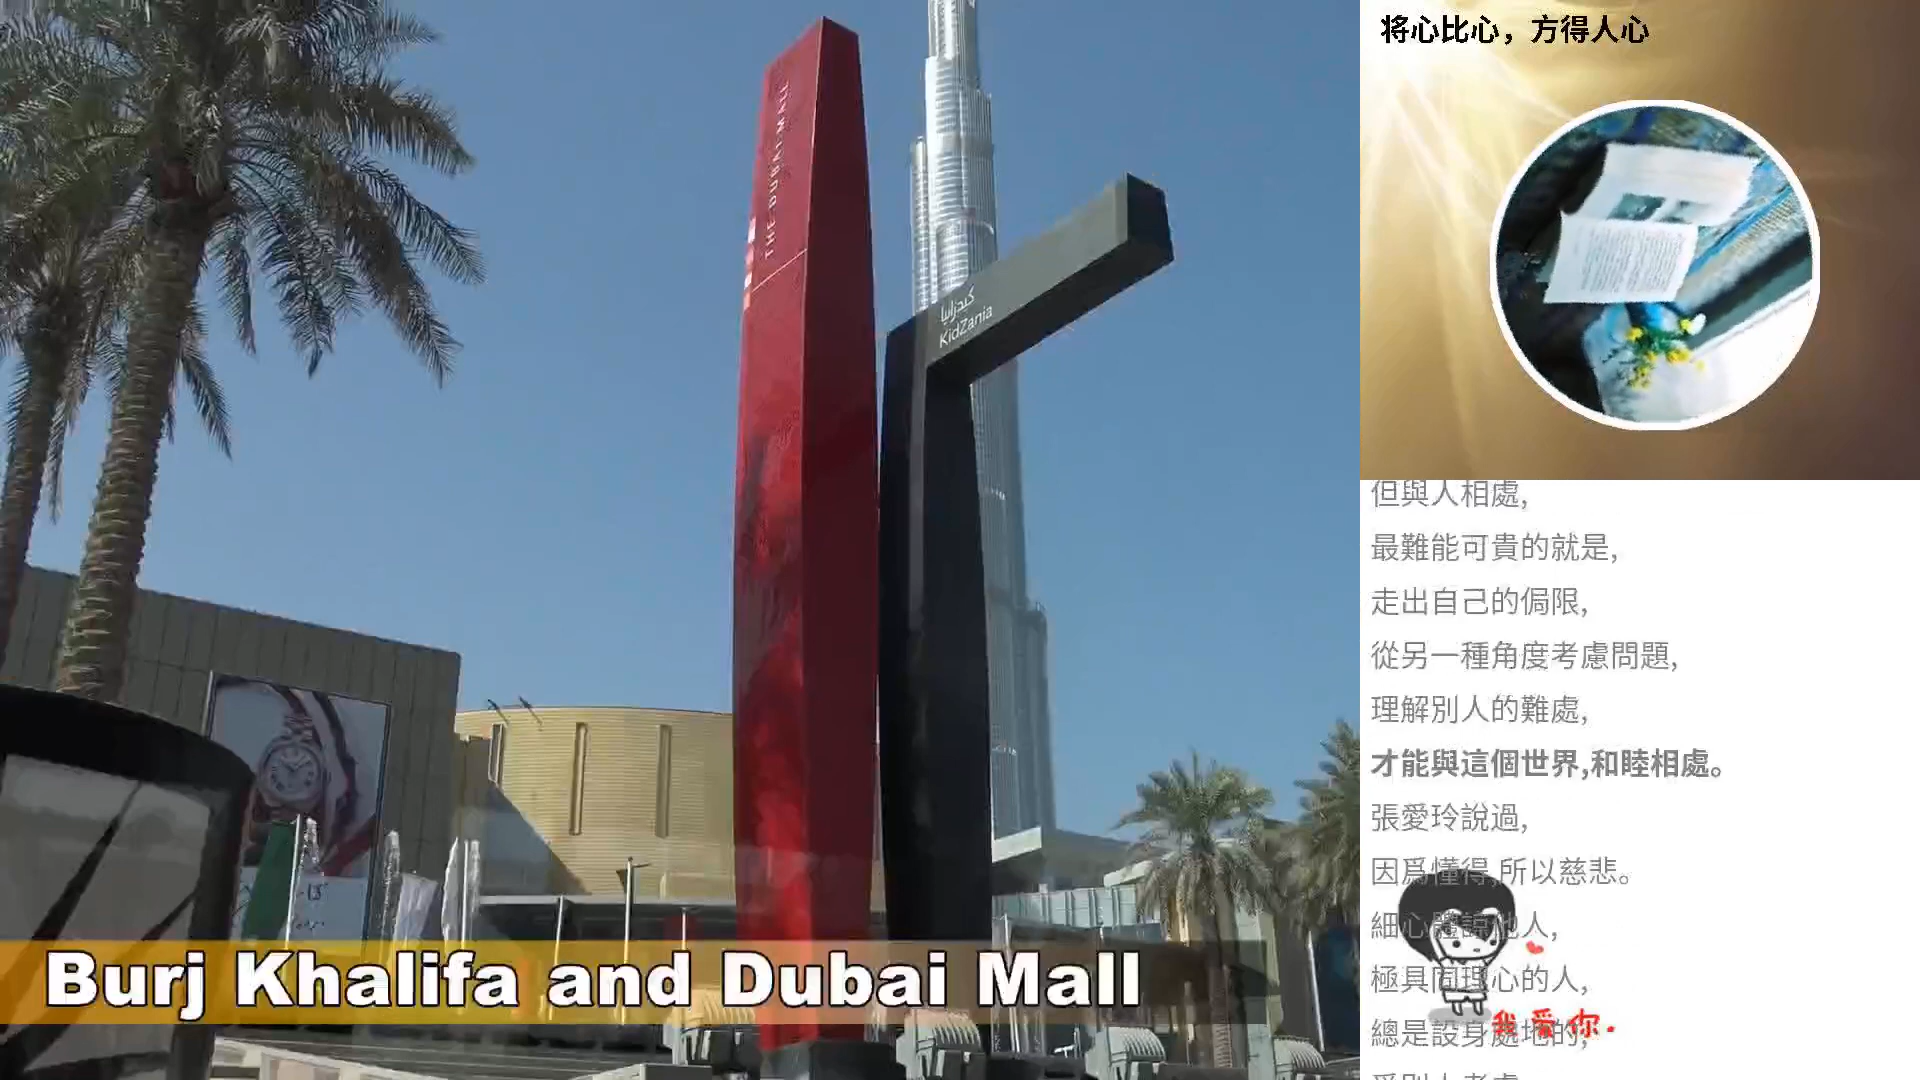 THE DUBAI MALL
كيدزانيا
KidZania
Burj Khalifa and Dubai Mall
将心比心，方得人心
但與人相處,
最難能可貴的就是,
走出自己的侷限,
從另一種角度考慮問題,
理解別人的難處,
才能與這個世界,和睦相處。
張愛玲說過,
因爲懂得,所以慈悲。
細心體諒他人,
極具同理心的人,
總是設身處地的,
我愛你.